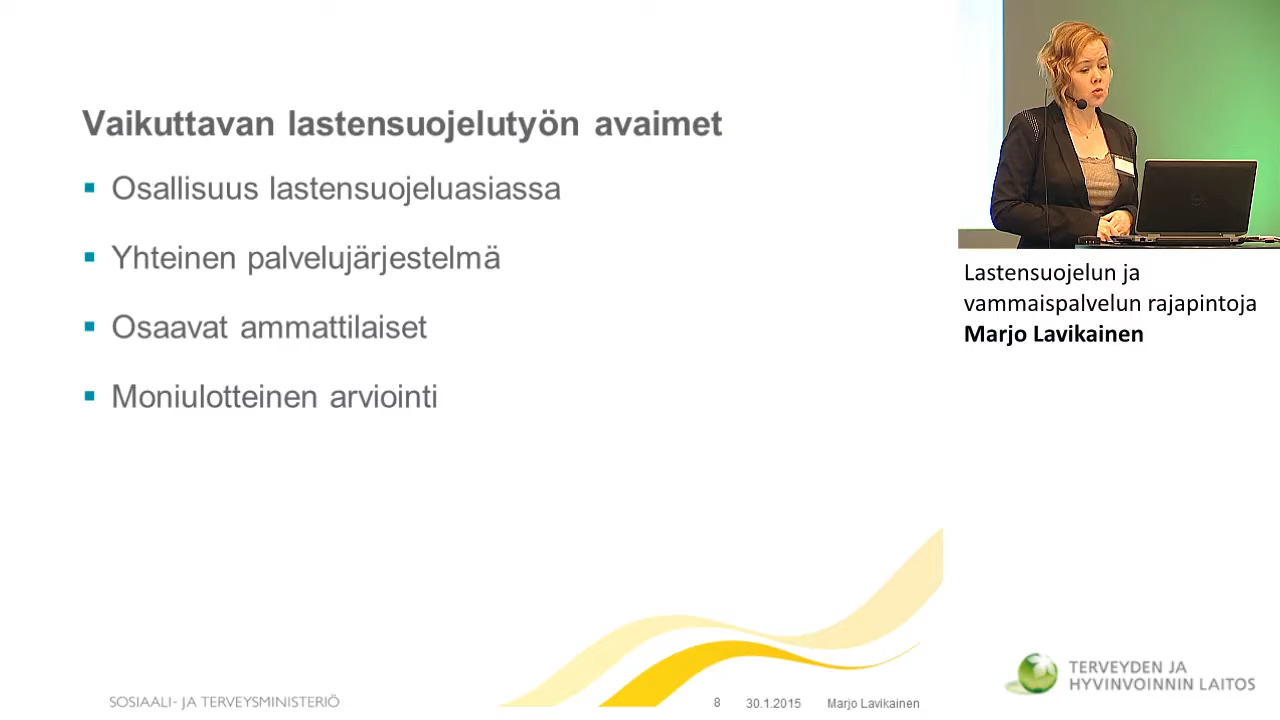 Vaikuttavan lastensuojelutyön avaimet
Osallisuus lastensuojeluasiassa
Yhteinen palvelujärjestelmä
Osaavat ammattilaiset
Moniulotteinen arviointi
SOSIAALI- JA TERVEYSMINISTERIÖ
8 30.1.2015 Marjo Lavikainen
Lastensuojelun ja
vammaispalvelun rajapintoja
Marjo Lavikainen
TERVEYDEN JA
HYVINVOINNIN LAITOS